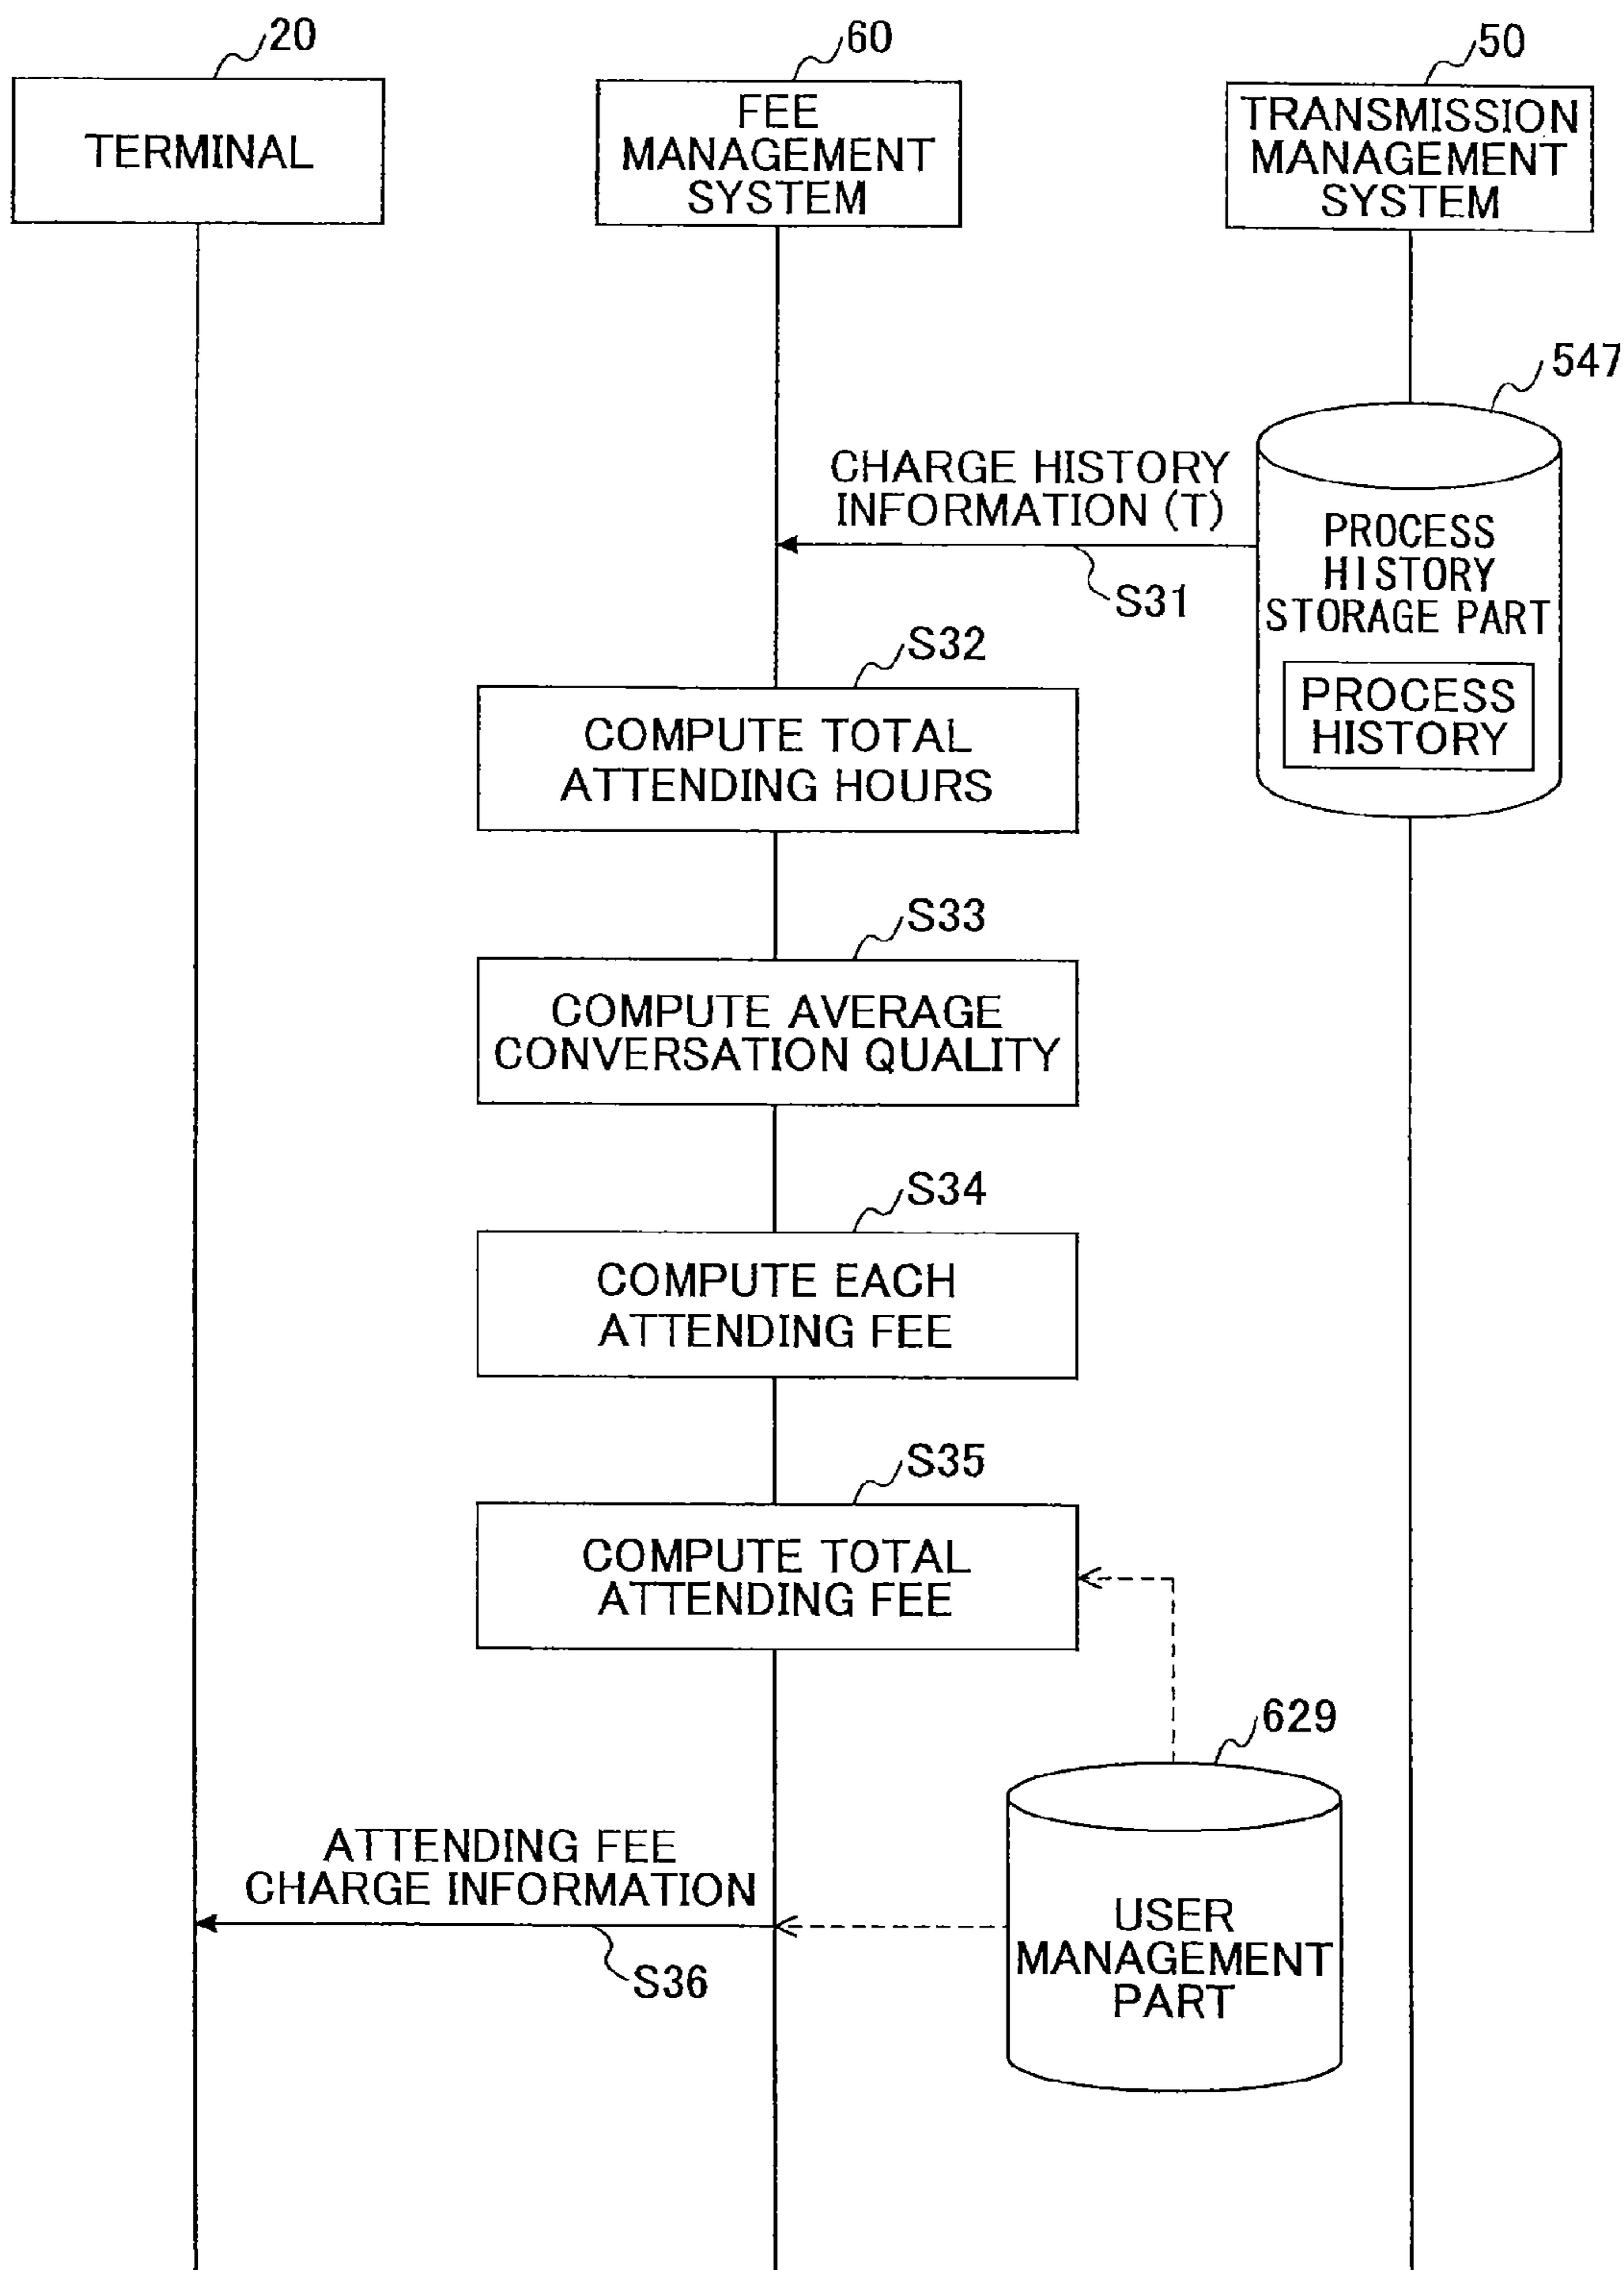 20
60
50
TERMINAL
FEE
MANAGEMENT
SYSTEM
TRANSMISSION
MANAGEMENT
SYSTEM
547
CHARGE HISTORY
INFORMATION (T)
S31
PROCESS
HISTORY
STORAGE PART
PROCESS
HISTORY
S32
COMPUTE TOTAL
ATTENDING HOURS
S33
COMPUTE AVERAGE
CONVERSATION QUALITY
S34
COMPUTE EACH
ATTENDING FEE
S35
COMPUTE TOTAL
ATTENDING FEE
629
ATTENDING FEE
CHARGE INFORMATION
S36
USER
MANAGEMENT
PART